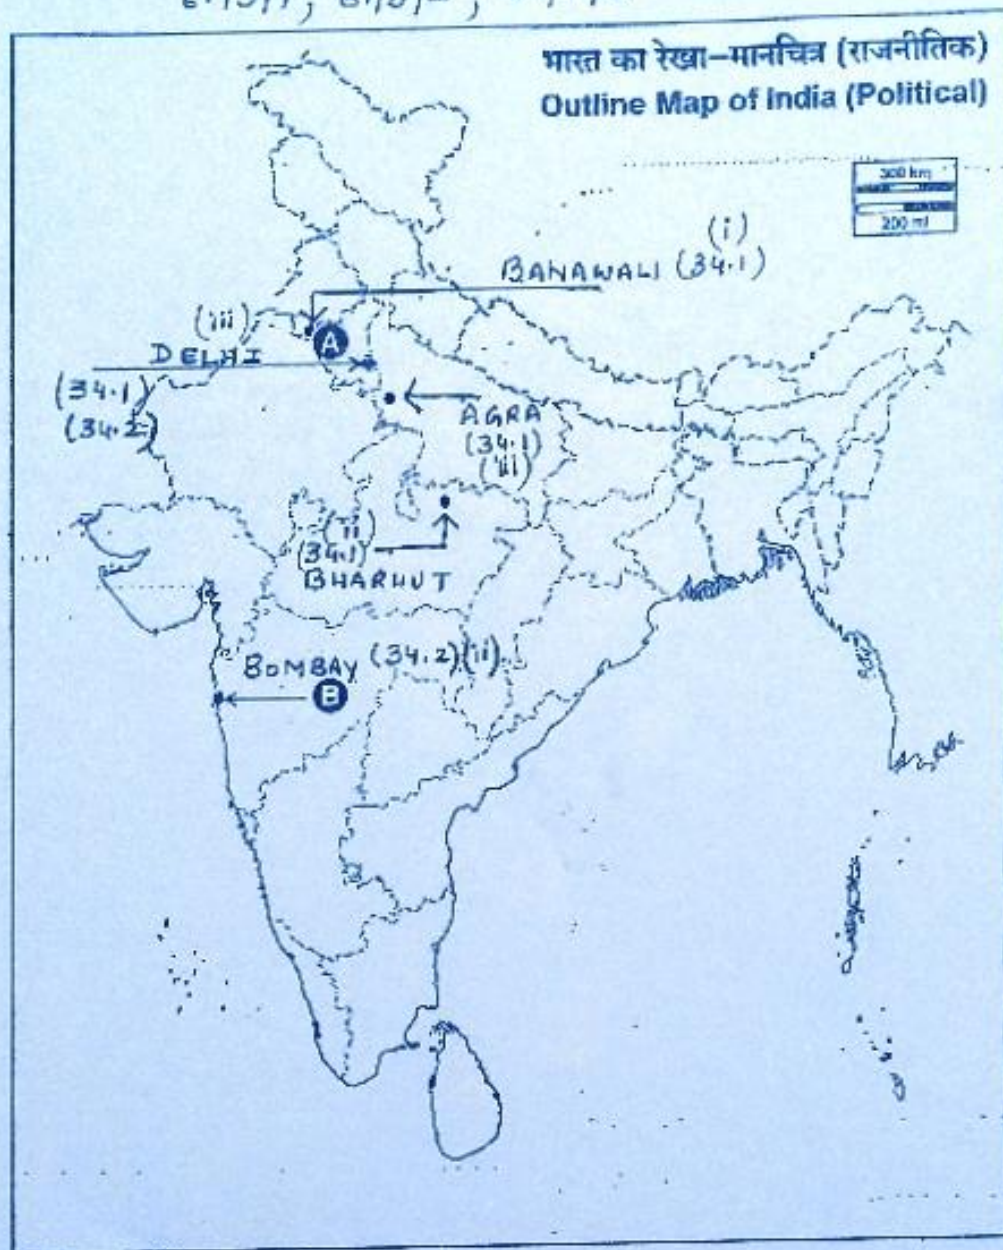 भारत का रेखा-मानचित्र (राजनीतिक)
Outline Map of India (Political)
300 km
200 ml
(i)
BANAWALI (34.1)
(iii)
DELHI
A
(34.1)
(34.2)
AGRA
(34.1)
(iii)
(ii)
(34.1)
BHARHUT
BOMBAY (34.2)(ii)
B